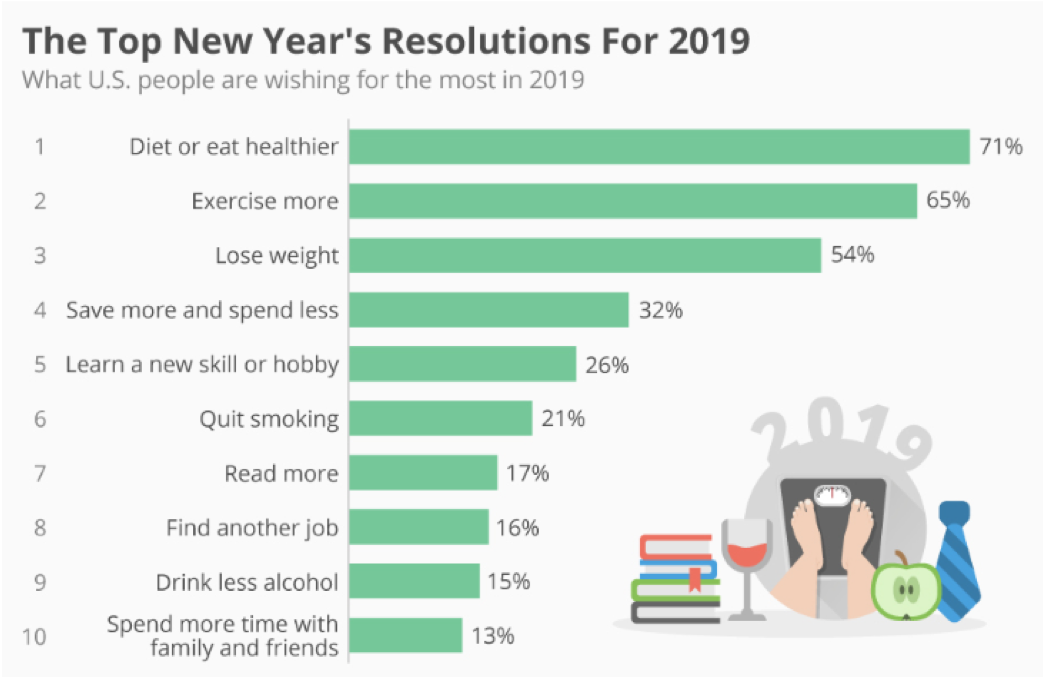 The Top New Year's Resolutions For 2019
What U.S. people are wishing for the most in 2019
1 Diet or eat healthier 71%
2 Exercise more 65%
3 Lose weight 54%
4 Save more and spend less 32%
5 Learn a new skill or hobby 26%
6 Quit smoking 21%
7 Read more 17%
8 Find another job 16%
9 Drink less alcohol 15%
10 Spend more time with
family and friends 13%
2019